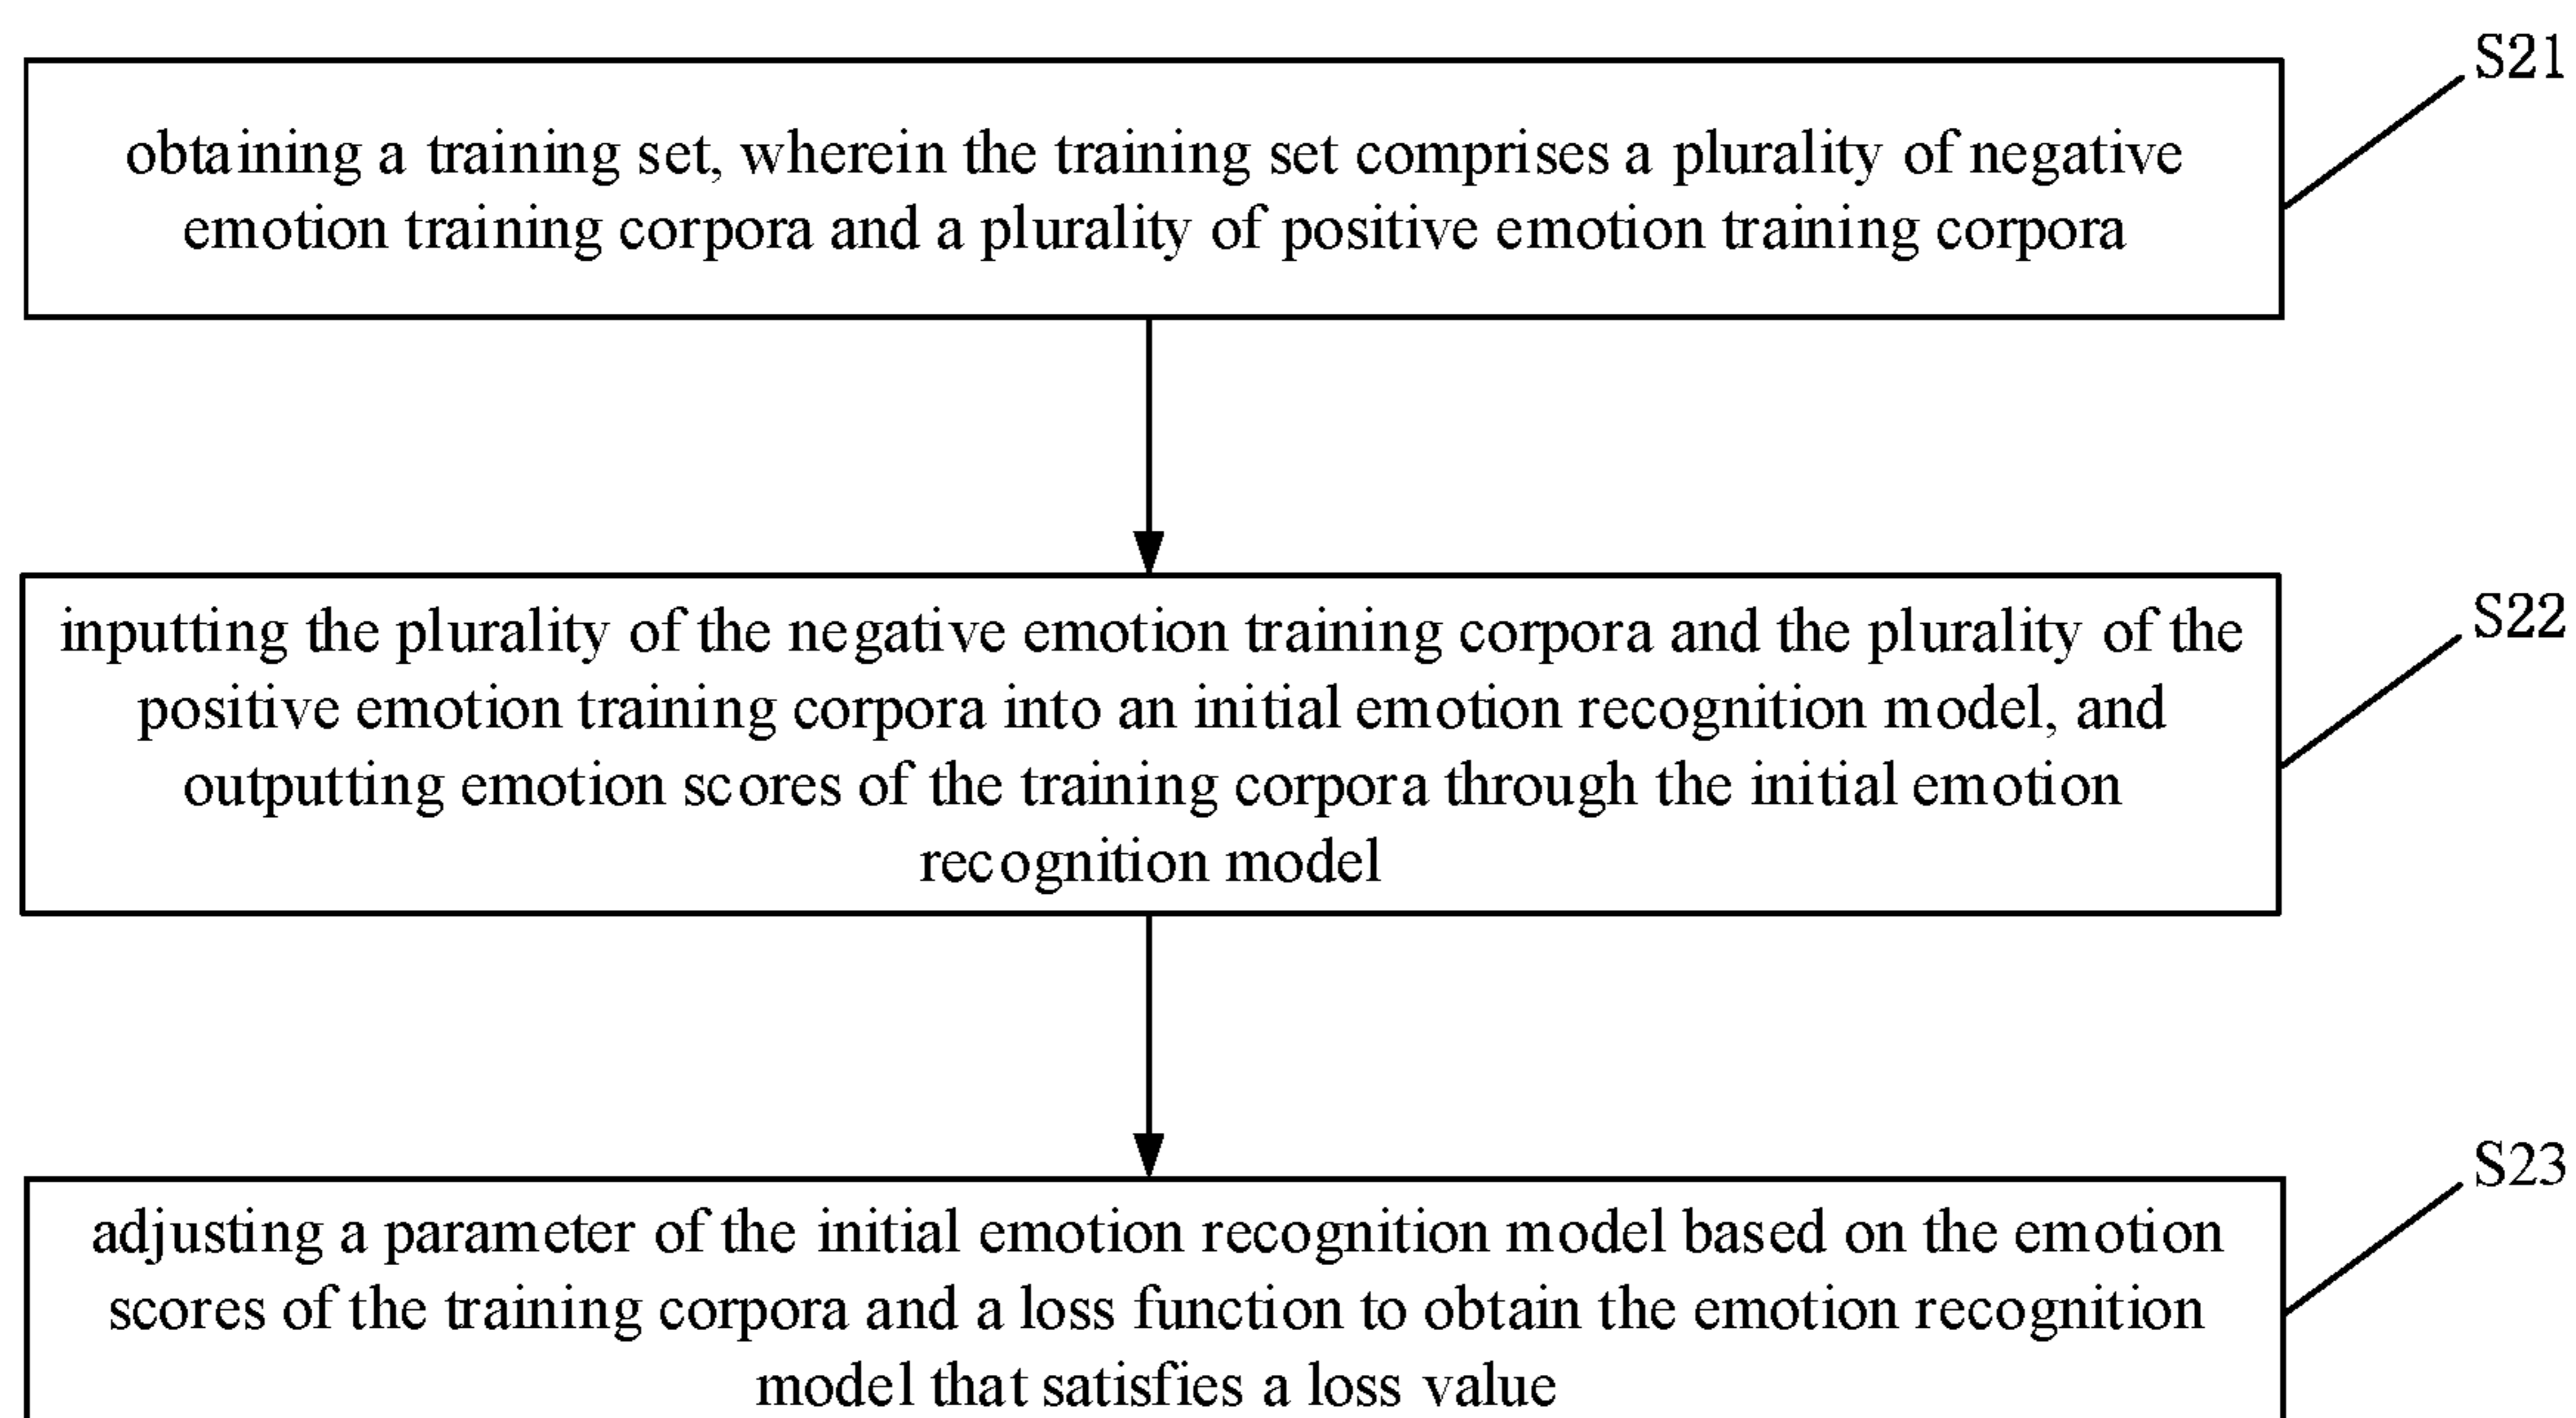 S21
obtaining a training set, wherein the training set comprises a plurality of negative
emotion training corpora and a plurality of positive emotion training corpora
S22
inputting the plurality of the negative emotion training corpora and the plurality of the
positive emotion training corpora into an initial emotion recognition model, and
outputting emotion scores of the training corpora through the initial emotion
recognition model
S23
adjusting a parameter of the initial emotion recognition model based on the emotion
scores of the training corpora and a loss function to obtain the emotion recognition
model that satisfies a loss value